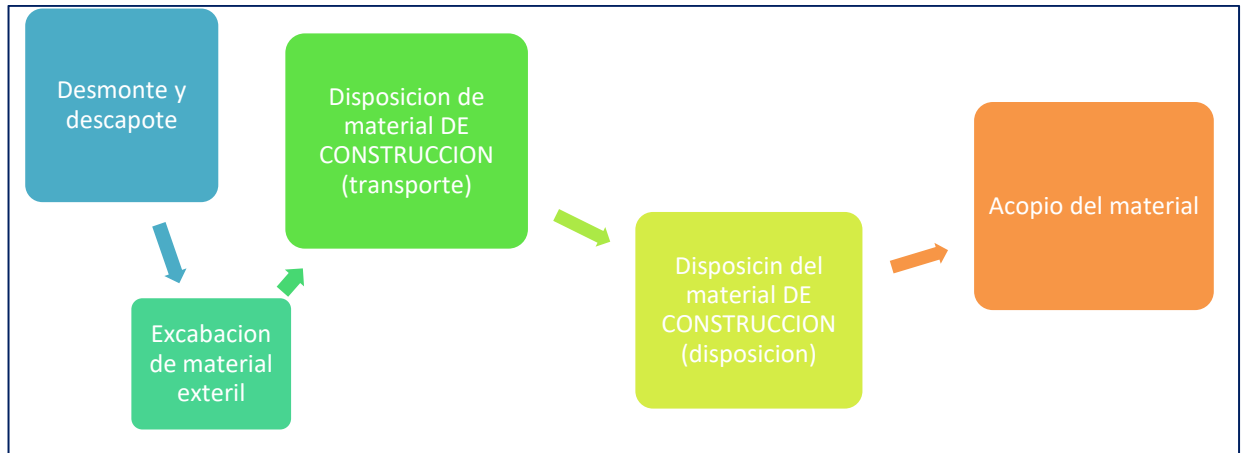 Desmonte y
descapote
Excabacion
de material
exteril
Disposicion de
material DE
CONSTRUCCION
(transporte)
Disposicin del
material DE
CONSTRUCCION
(disposicion)
Acopio del material